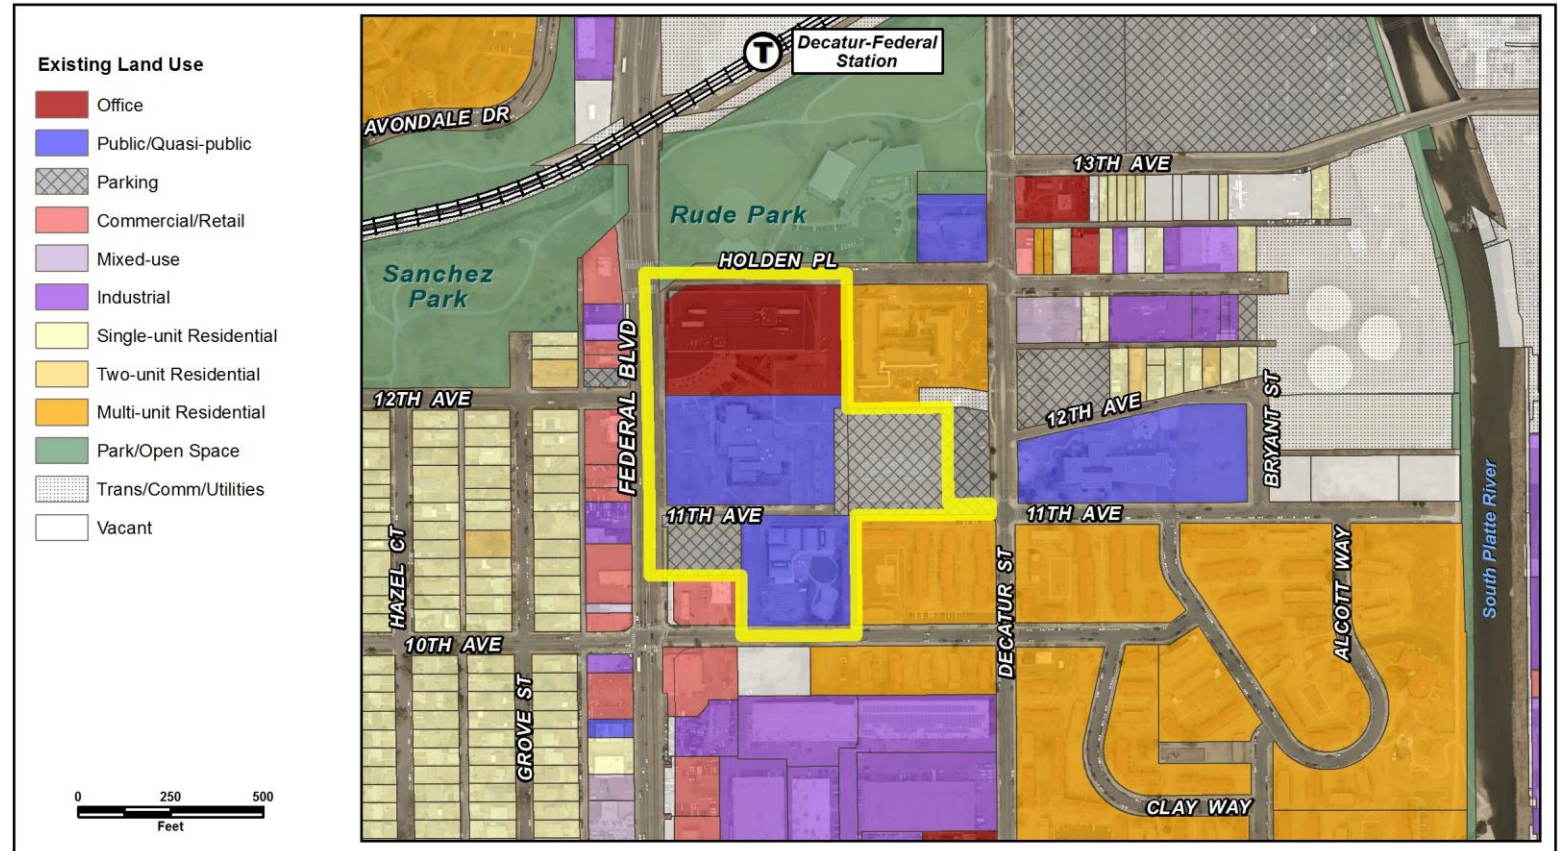 Existing Land Use
Office
Public/Quasi-public
Parking
Commercial/Retail
Mixed-use
Industrial
Single-unit Residential
Two-unit Residential
Multi-unit Residential
Park/Open Space
Trans/Comm/Utilities
Vacant
0 250 500
Feet
T
Decatur-Federal
Station
AVONDALE DR
13TH AVE
Rude Park
HOLDEN PL
Sanchez
Park
FEDERAL BLVD
12TH AVE
12TH AVE
BRYANT ST
11TH AVE
11TH AVE
HAZEL CT
DECATUR ST
ALCOTT WAY
South Platte River
10TH AVE
GROVE ST
CLAY WAY